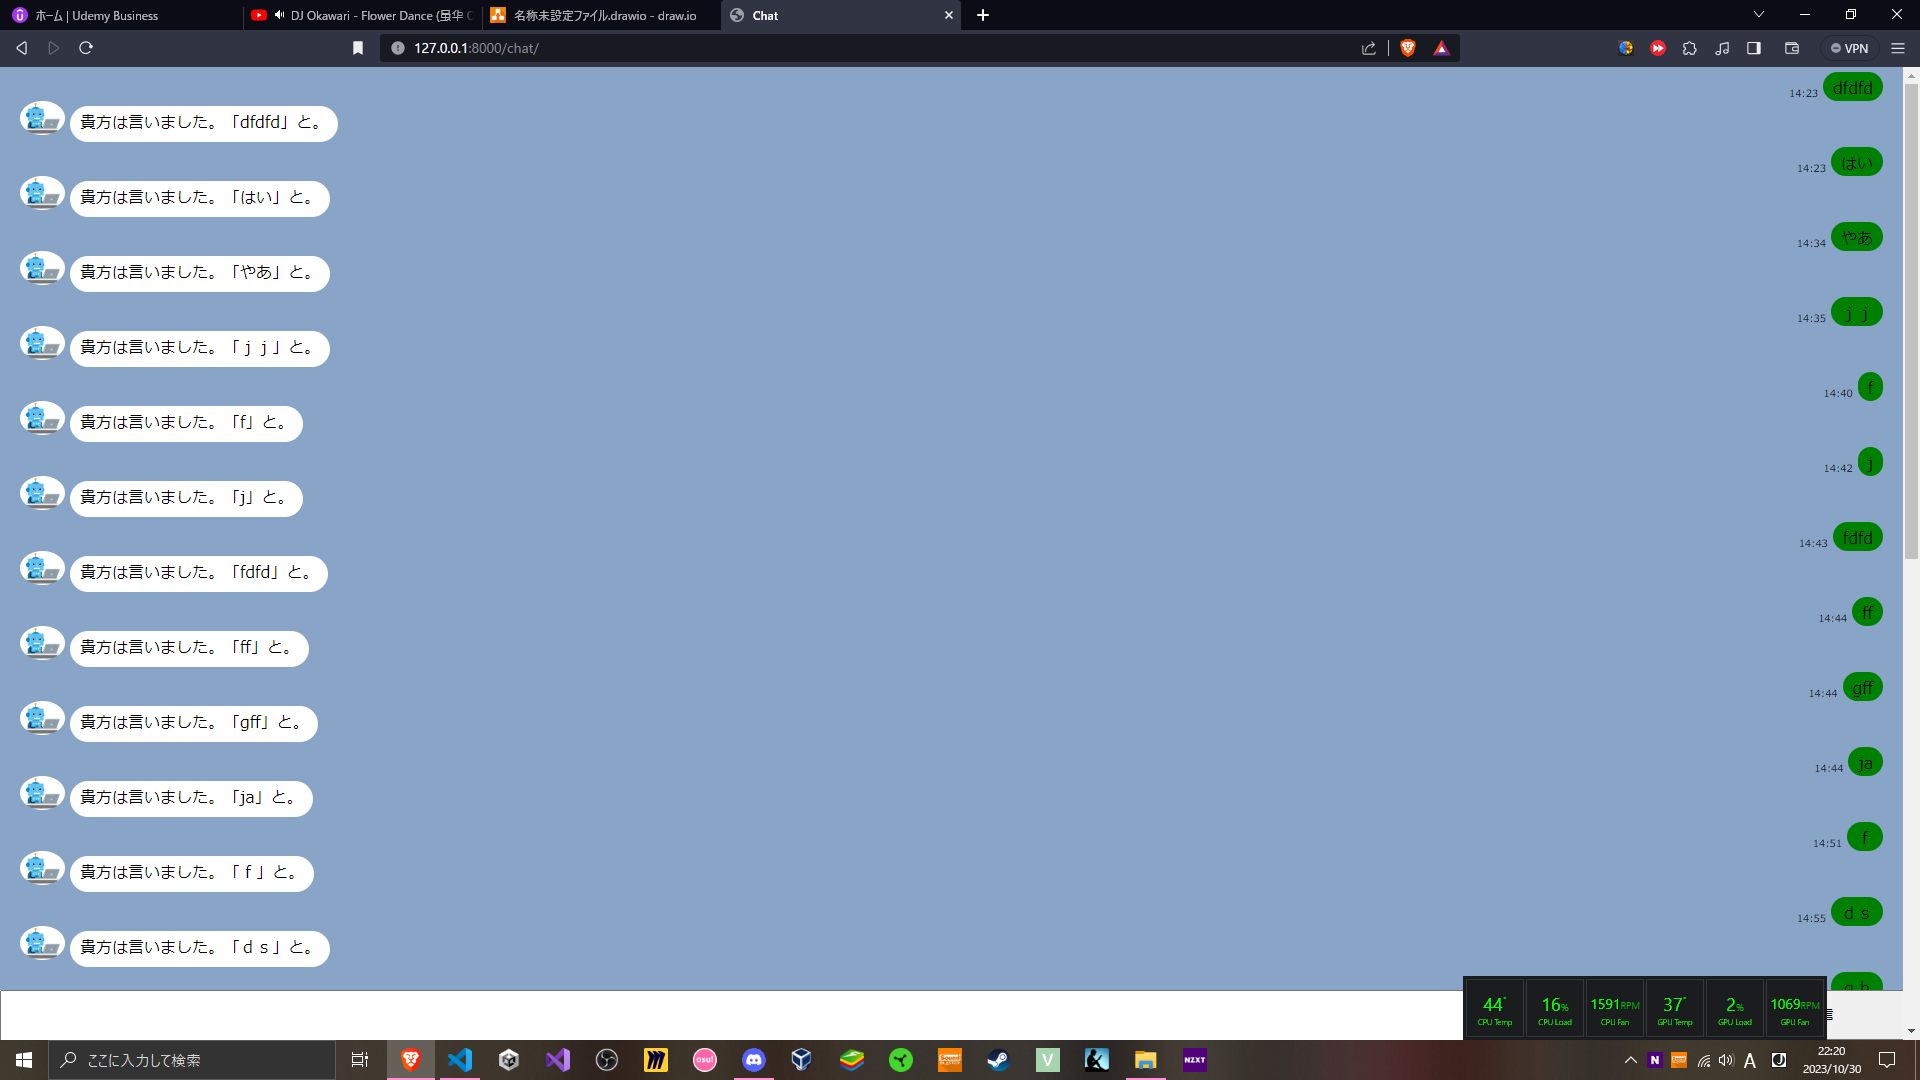 ホーム | Udemy Business
DJ Okawari - Flower Dance
名称未設定ファイル.drawio - draw.io
Chat
127.0.0.1:8000/chat/
VPN
14:23 dfdfd
貴方は言いました。「dfdfd」と。
14:23 はい
貴方は言いました。「はい」と。
14:34 やあ
貴方は言いました。「やあ」と。
14:35 ｊｊ
貴方は言いました。「ｊｊ」と。
14:40 f
貴方は言いました。「f」と。
14:42 j
貴方は言いました。「j」と。
14:43 fdfd
貴方は言いました。「fdfd」と。
14:44 ff
貴方は言いました。「ff」と。
14:44 gff
貴方は言いました。「gff」と。
14:44 ja
貴方は言いました。「ja」と。
14:51 ｆ
貴方は言いました。「ｆ」と。
14:55 ｄｓ
貴方は言いました。「ｄｓ」と。
44° 16% 1591RPM 37° 2% 1069RPM
CPU Temp CPU Load CPU Fan GPU Temp GPU Load GPU Fan
ここに入力して検索
osu!
V
NZXT
N
A
22:20
2023/10/30